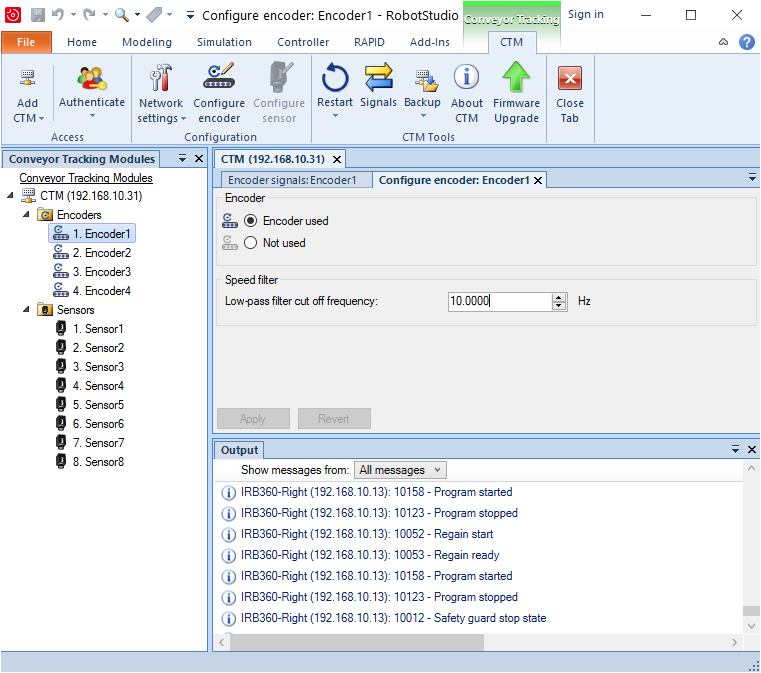 Configure encoder: Encoder1 - RobotStudio
Conveyor Tracking
Sign in
File
Home
Modeling
Simulation
Controller
RAPID
Add-Ins
CTM
Add
CTM
Authenticate
Network
settings
Configure
encoder
Configure
sensor
Restart
Signals
Backup
About
CTM
Firmware
Upgrade
Close
Tab
Access
Configuration
CTM Tools
Conveyor Tracking Modules
Conveyor Tracking Modules
CTM (192.168.10.31)
Encoders
1. Encoder1
2. Encoder2
3. Encoder3
4. Encoder4
Sensors
1. Sensor1
2. Sensor2
3. Sensor3
4. Sensor4
5. Sensor5
6. Sensor6
7. Sensor7
8. Sensor8
CTM (192.168.10.31)
Encoder signals:Encoder1
Configure encoder: Encoder1
Encoder
Encoder used
Not used
Speed filter
Low-pass filter cut off frequency:
10.0000
Hz
Apply
Revert
Output
Show messages from:
All messages
IRB360-Right (192.168.10.13): 10158 - Program started
IRB360-Right (192.168.10.13): 10123 - Program stopped
IRB360-Right (192.168.10.13): 10052 - Regain start
IRB360-Right (192.168.10.13): 10053 - Regain ready
IRB360-Right (192.168.10.13): 10158 - Program started
IRB360-Right (192.168.10.13): 10123 - Program stopped
IRB360-Right (192.168.10.13): 10012 - Safety guard stop state